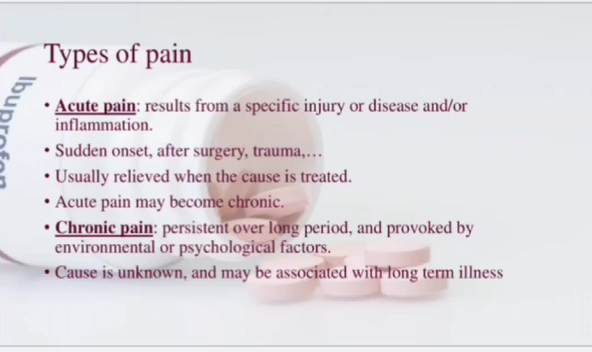 Types of pain
• Acute pain: results from a specific injury or disease and/or
inflammation.
• Sudden onset, after surgery, trauma,…
• Usually relieved when the cause is treated.
• Acute pain may become chronic.
• Chronic pain: persistent over long period, and provoked by
environmental or psychological factors.
• Cause is unknown, and may be associated with long term illness
Ibuprofen